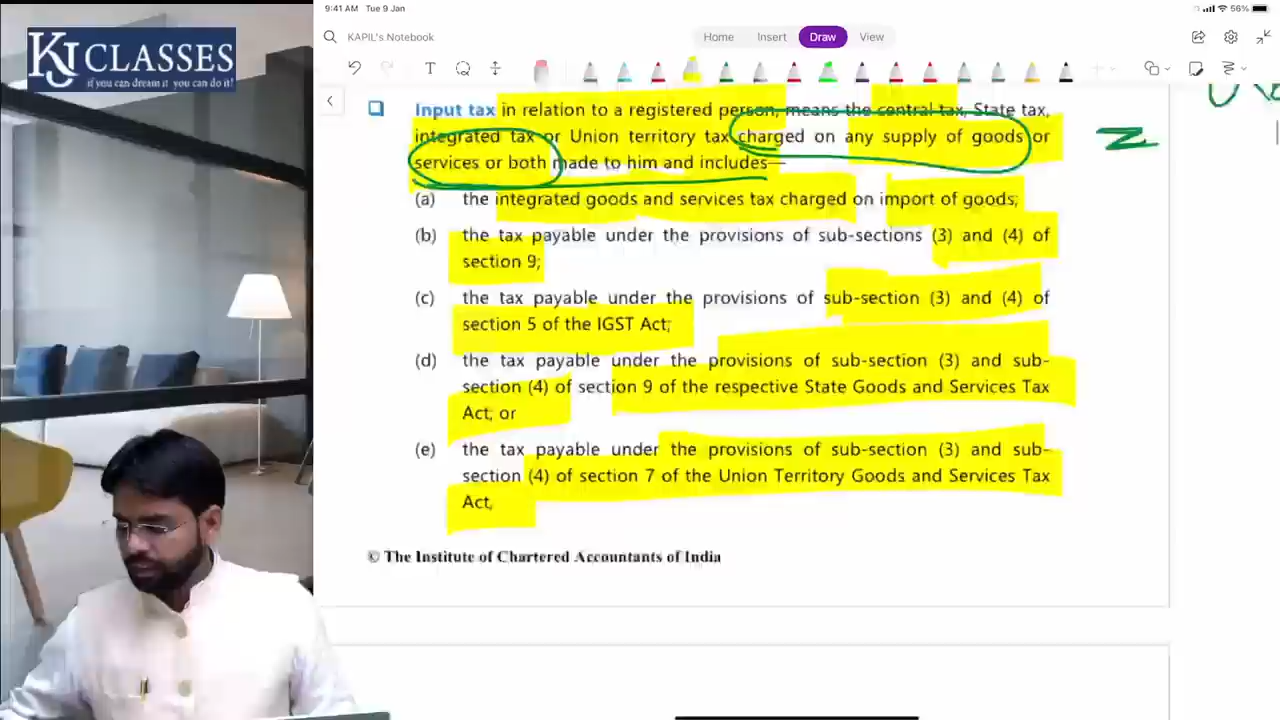 9:41 AM Tue 9 Jan
56%
KJ CLASSES
if you can dream it you can do it!
KAPIL's Notebook
Home Insert Draw View
Input tax in relation to a registered person, means the central tax, State tax,
integrated tax or Union territory tax charged on any supply of goods or
services or both made to him and includes—
(a) the integrated goods and services tax charged on import of goods;
(b) the tax payable under the provisions of sub-sections (3) and (4) of
section 9;
(c) the tax payable under the provisions of sub-section (3) and (4) of
section 5 of the IGST Act;
(d) the tax payable under the provisions of sub-section (3) and sub-
section (4) of section 9 of the respective State Goods and Services Tax
Act; or
(e) the tax payable under the provisions of sub-section (3) and sub-
section (4) of section 7 of the Union Territory Goods and Services Tax
Act,
© The Institute of Chartered Accountants of India